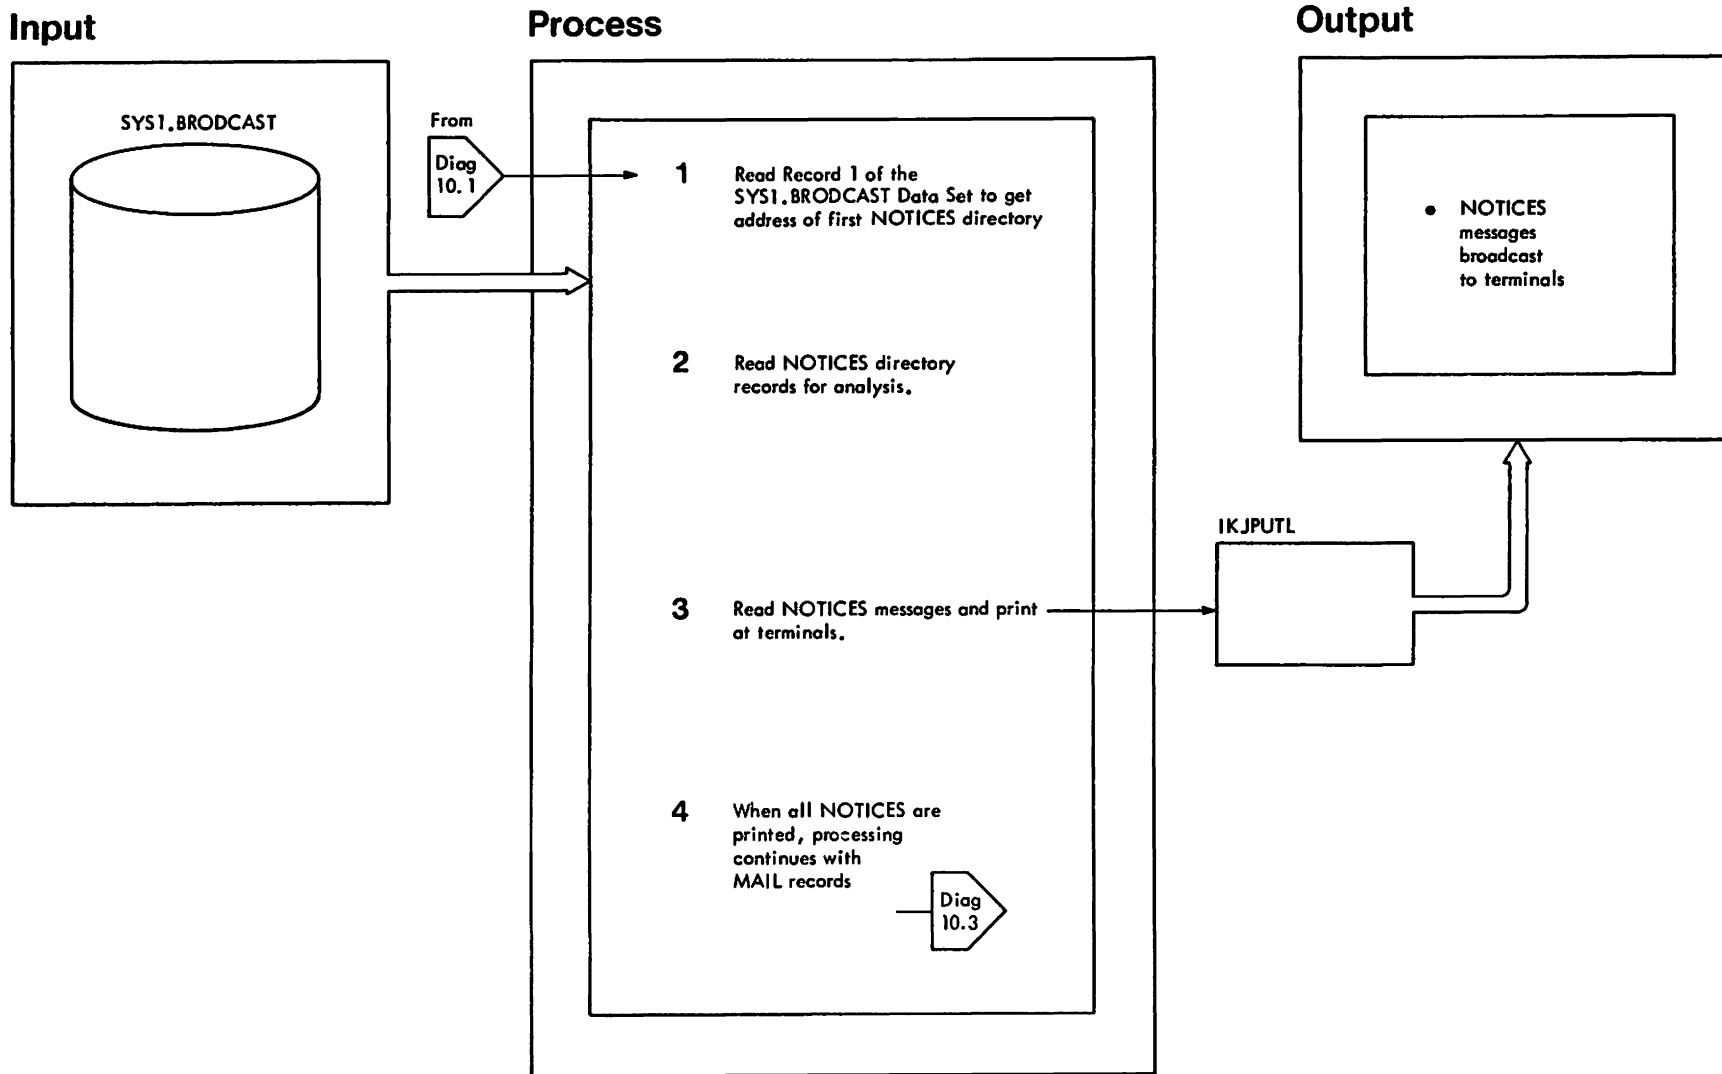 Input
Process
Output
SYS1.BRODCAST
From
Diag
10.1
1 Read Record 1 of the
SYS1.BRODCAST Data Set to get
address of first NOTICES directory
2 Read NOTICES directory
records for analysis.
3 Read NOTICES messages and print
at terminals.
4 When all NOTICES are
printed, processing
continues with
MAIL records
Diag
10.3
IKJPUTL
• NOTICES
messages
broadcast
to terminals